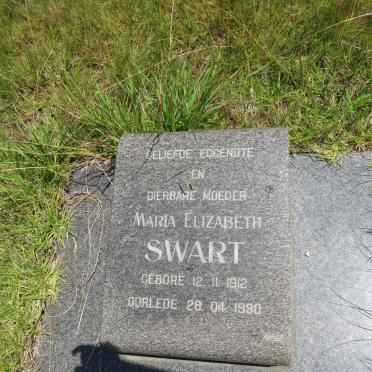 GELIEFDE EGGENOTE
EN
DIERBARE MOEDER
MARIA ELIZABETH
SWART
GEBORE 12. 11. 1912
OORLEDE 28. 04. 1990